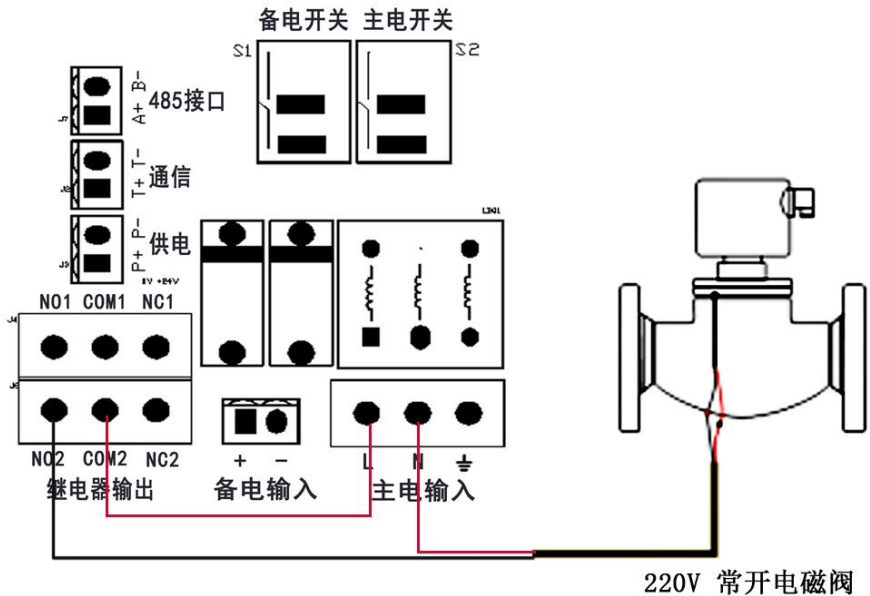 备电开关 主电开关
S1 S2
A+ B-
485接口
T+ T-
通信
P+ P-
供电
NO1 COM1 NC1
NO2 COM2 NC2
继电器输出
+ -
备电输入
L N
主电输入
220V 常开电磁阀